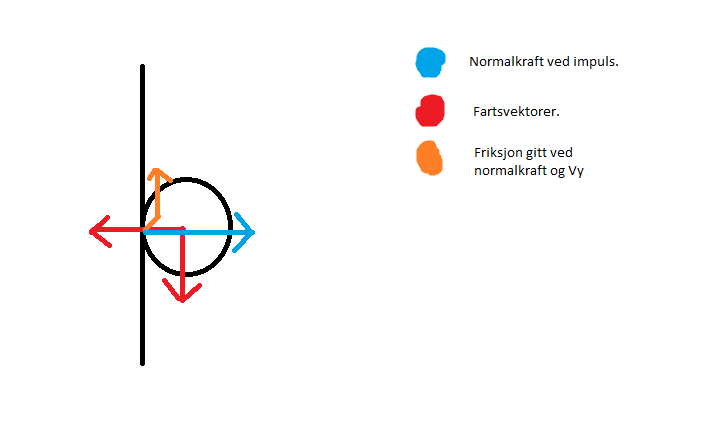 Normalkraft ved impuls.
Fartsvektorer.
Friksjon gitt ved
normalkraft og Vy